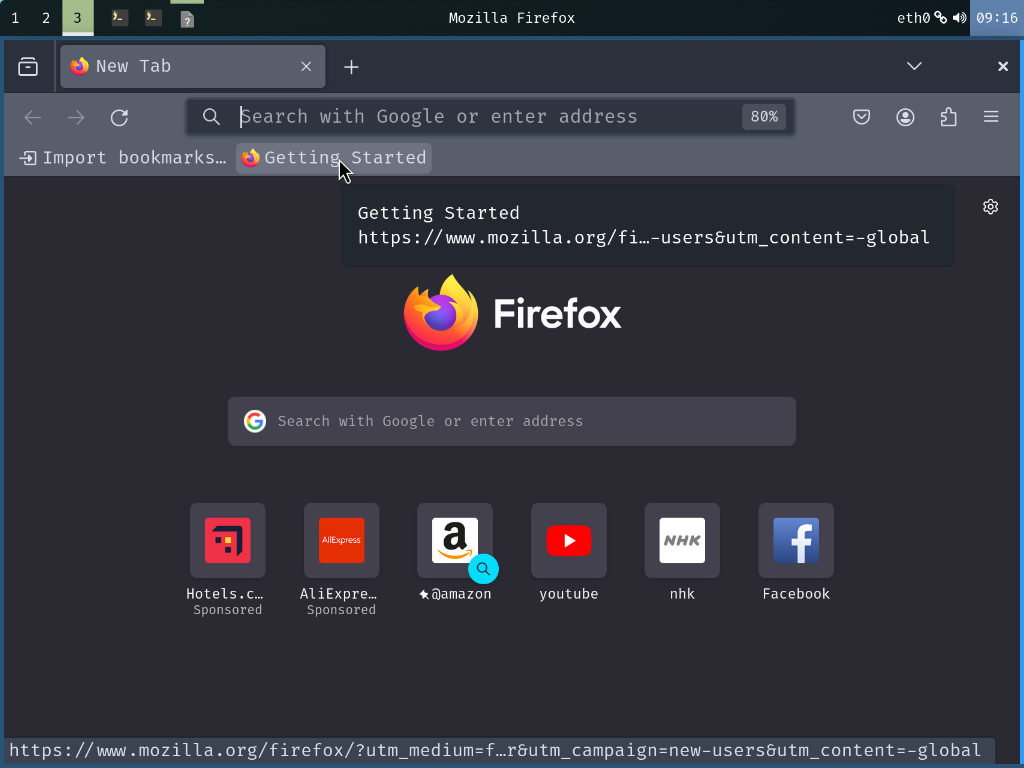 1 2 3 Mozilla Firefox eth0 09:16
New Tab
Search with Google or enter address 80%
Import bookmarks… Getting Started
Getting Started
https://www.mozilla.org/fi…-users&utm_content=-global
Firefox
Search with Google or enter address
AliExpress a NHK f
Hotels.c… AliExpre… @amazon youtube nhk Facebook
Sponsored Sponsored
https://www.mozilla.org/firefox/?utm_medium=f…r&utm_campaign=new-users&utm_content=-global